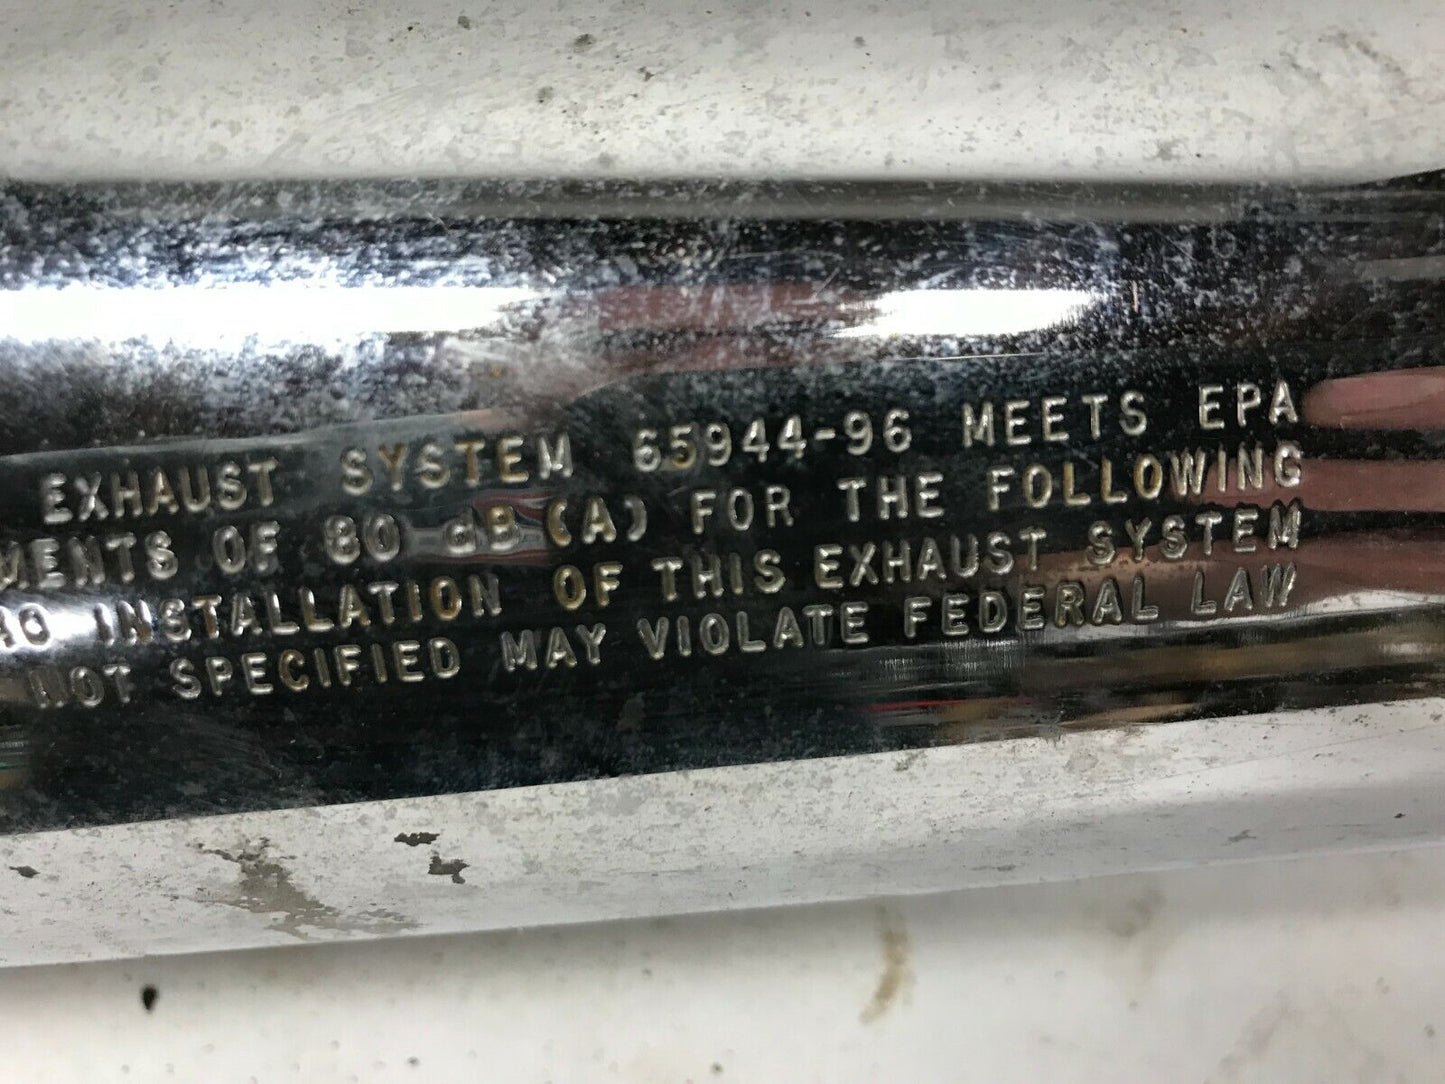 EXHAUST SYSTEM 65944-96 MEETS EPA
MENTS OF 80 dB(A) FOR THE FOLLOWING
INSTALLATION OF THIS EXHAUST SYSTEM
NOT SPECIFIED MAY VIOLATE FEDERAL LAW